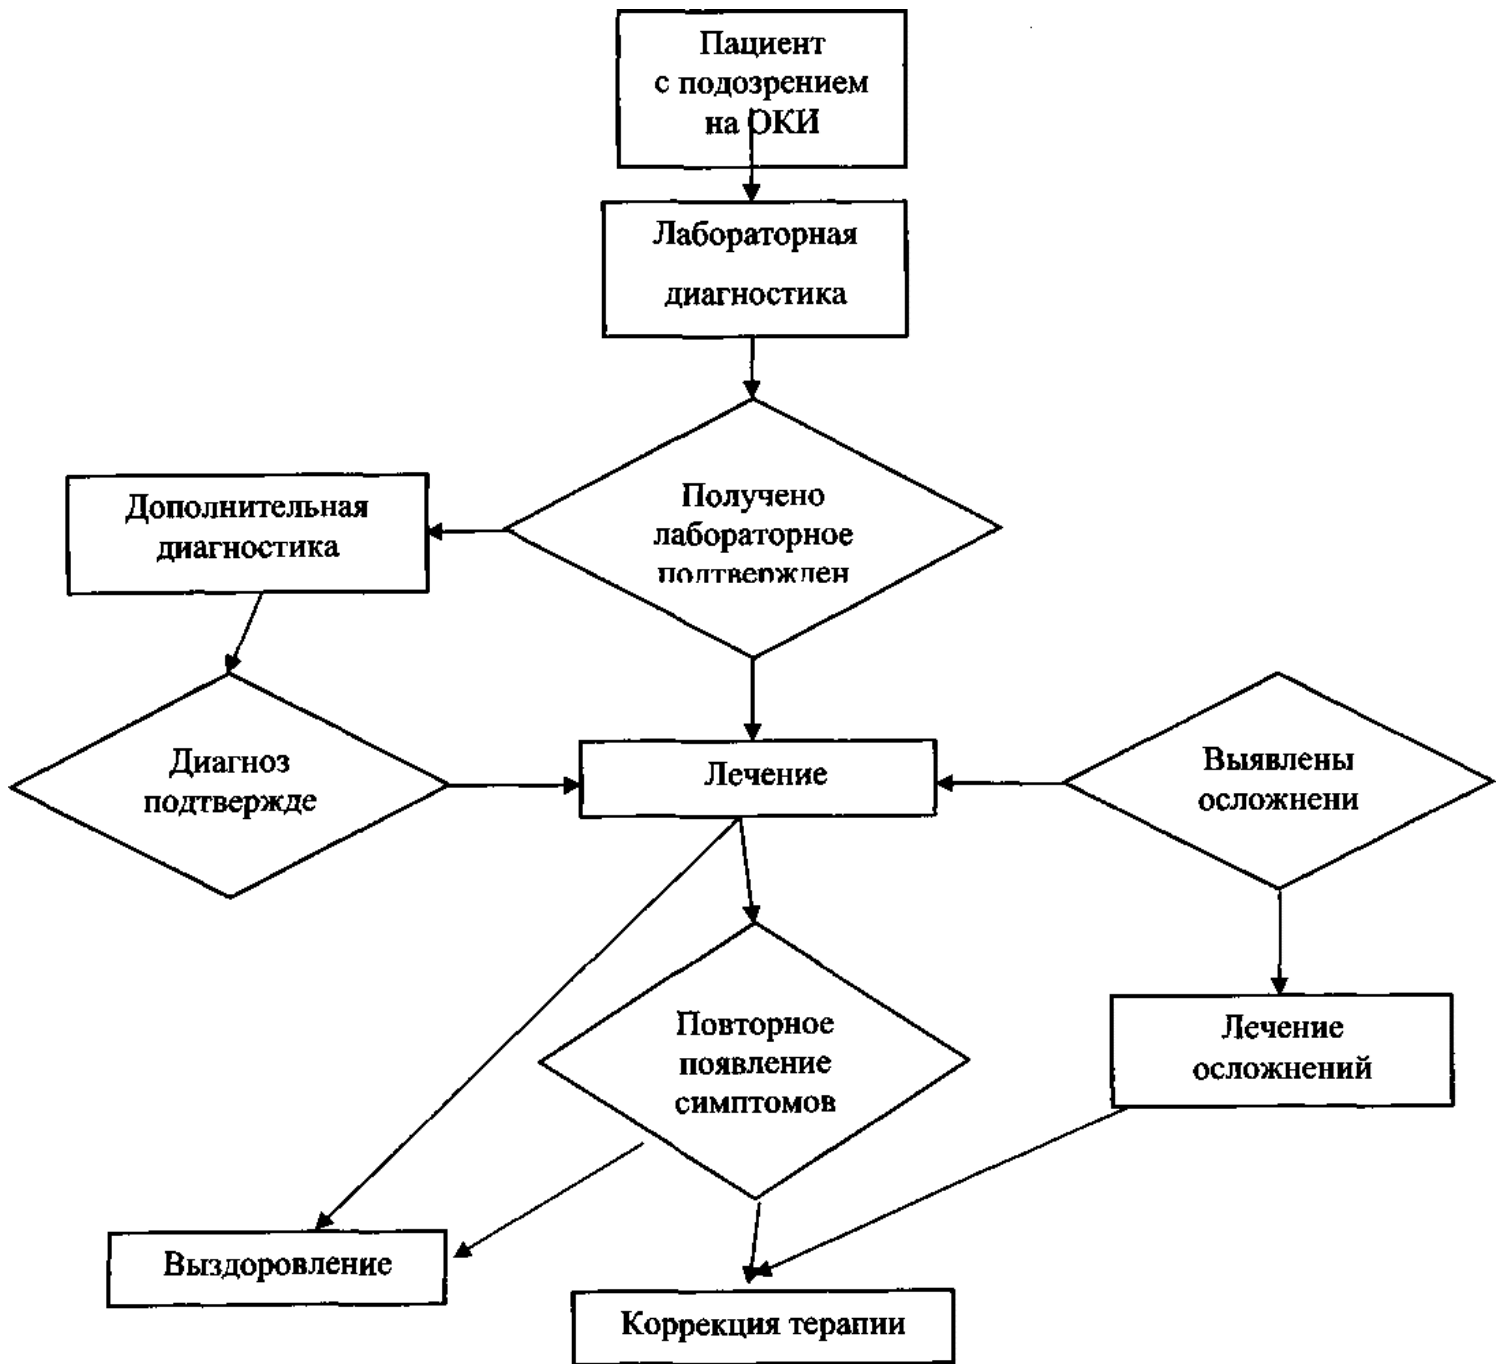 Пациент
с подозрением
на ОКИ
Лабораторная
диагностика
Получено
лабораторное
подтвержден
Дополнительная
диагностика
Диагноз
подтвержде
Лечение
Выявлены
осложнени
Повторное
появление
симптомов
Лечение
осложнений
Выздоровление
Коррекция терапии